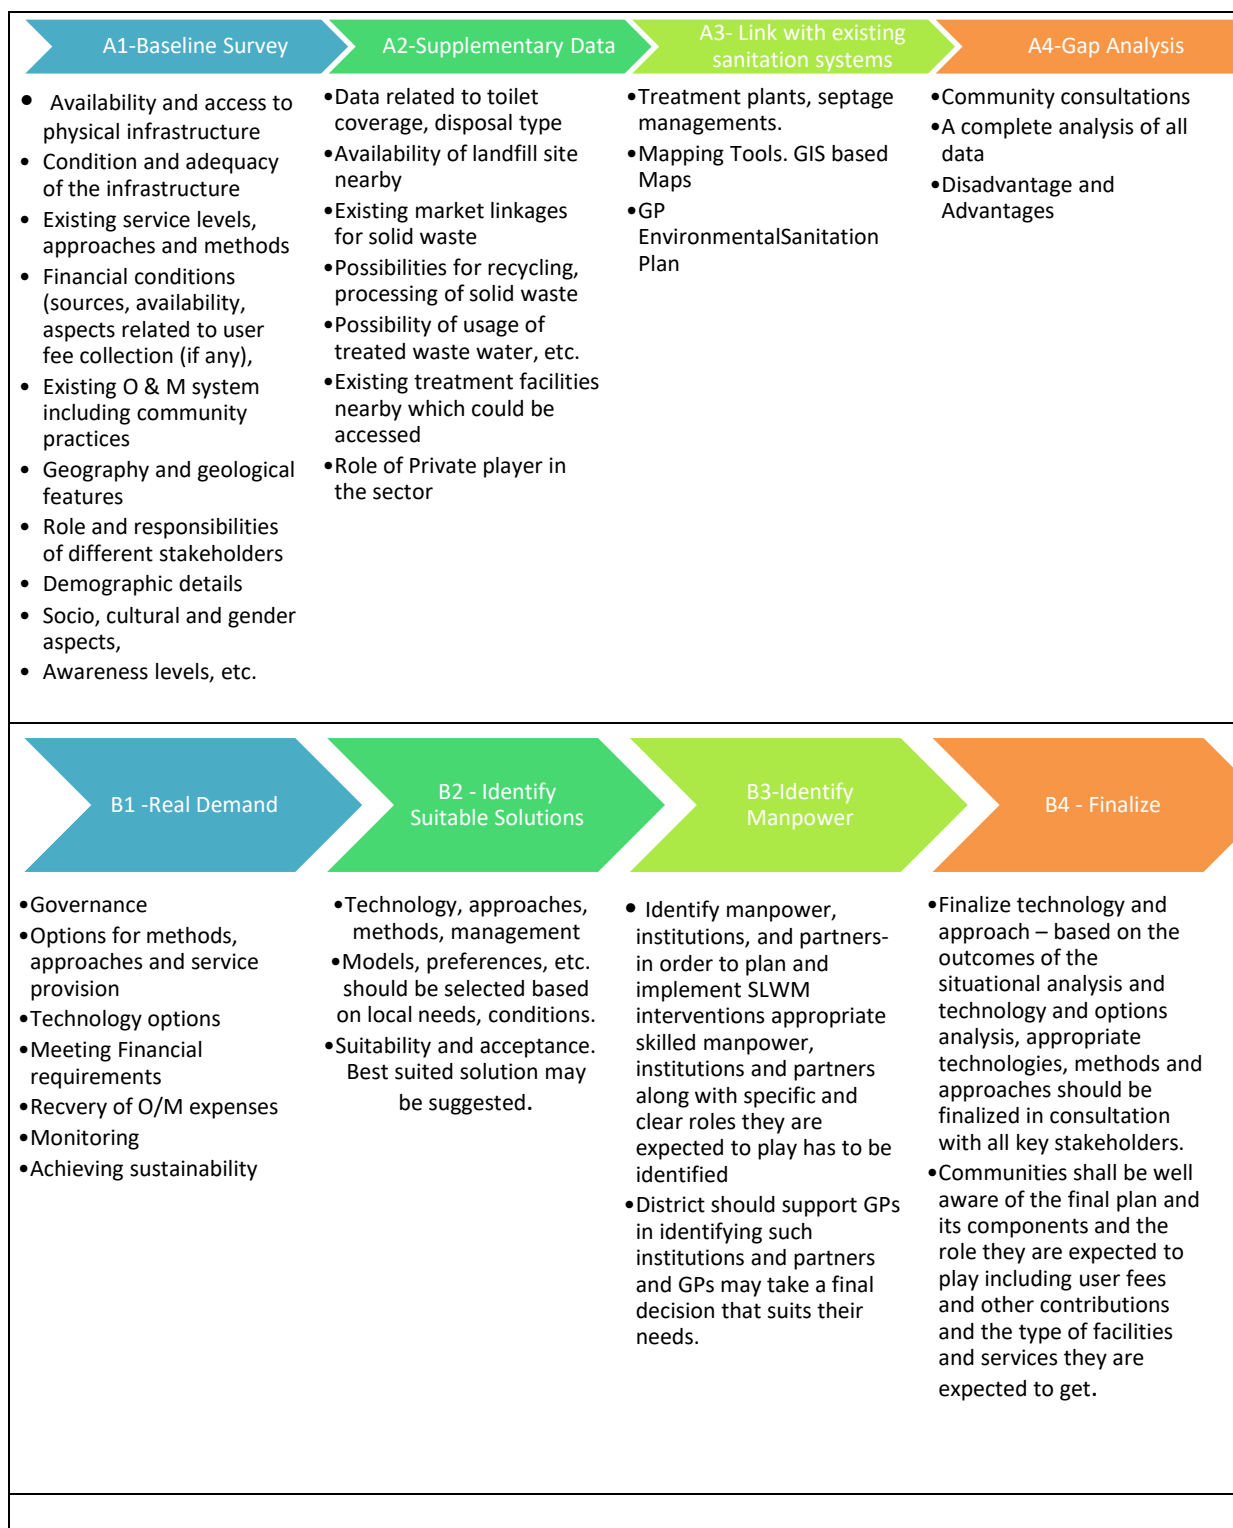 A1-Baseline Survey
• Availability and access to
physical infrastructure
• Condition and adequacy
of the infrastructure
• Existing service levels,
approaches and methods
• Financial conditions
(sources, availability,
aspects related to user
fee collection (if any),
• Existing O & M system
including community
practices
• Geography and geological
features
• Role and responsibilities
of different stakeholders
• Demographic details
• Socio, cultural and gender
aspects,
• Awareness levels, etc.
A2-Supplementary Data
•Data related to toilet
coverage, disposal type
•Availability of landfill site
nearby
•Existing market linkages
for solid waste
•Possibilities for recycling,
processing of solid waste
•Possibility of usage of
treated waste water, etc.
•Existing treatment facilities
nearby which could be
accessed
•Role of Private player in
the sector
A3- Link with existing
sanitation systems
•Treatment plants, septage
managements.
•Mapping Tools. GIS based
Maps
•GP
EnvironmentalSanitation
Plan
A4-Gap Analysis
•Community consultations
•A complete analysis of all
data
•Disadvantage and
Advantages
B1 -Real Demand
•Governance
•Options for methods,
approaches and service
provision
•Technology options
•Meeting Financial
requirements
•Recvery of O/M expenses
•Monitoring
•Achieving sustainability
B2 - Identify
Suitable Solutions
•Technology, approaches,
methods, management
•Models, preferences, etc.
should be selected based
on local needs, conditions.
•Suitability and acceptance.
Best suited solution may
be suggested.
B3-Identify
Manpower
• Identify manpower,
institutions, and partners-
in order to plan and
implement SLWM
interventions appropriate
skilled manpower,
institutions and partners
along with specific and
clear roles they are
expected to play has to be
identified
•District should support GPs
in identifying such
institutions and partners
and GPs may take a final
decision that suits their
needs.
B4 - Finalize
•Finalize technology and
approach – based on the
outcomes of the
situational analysis and
technology and options
analysis, appropriate
technologies, methods and
approaches should be
finalized in consultation
with all key stakeholders.
•Communities shall be well
aware of the final plan and
its components and the
role they are expected to
play including user fees
and other contributions
and the type of facilities
and services they are
expected to get.